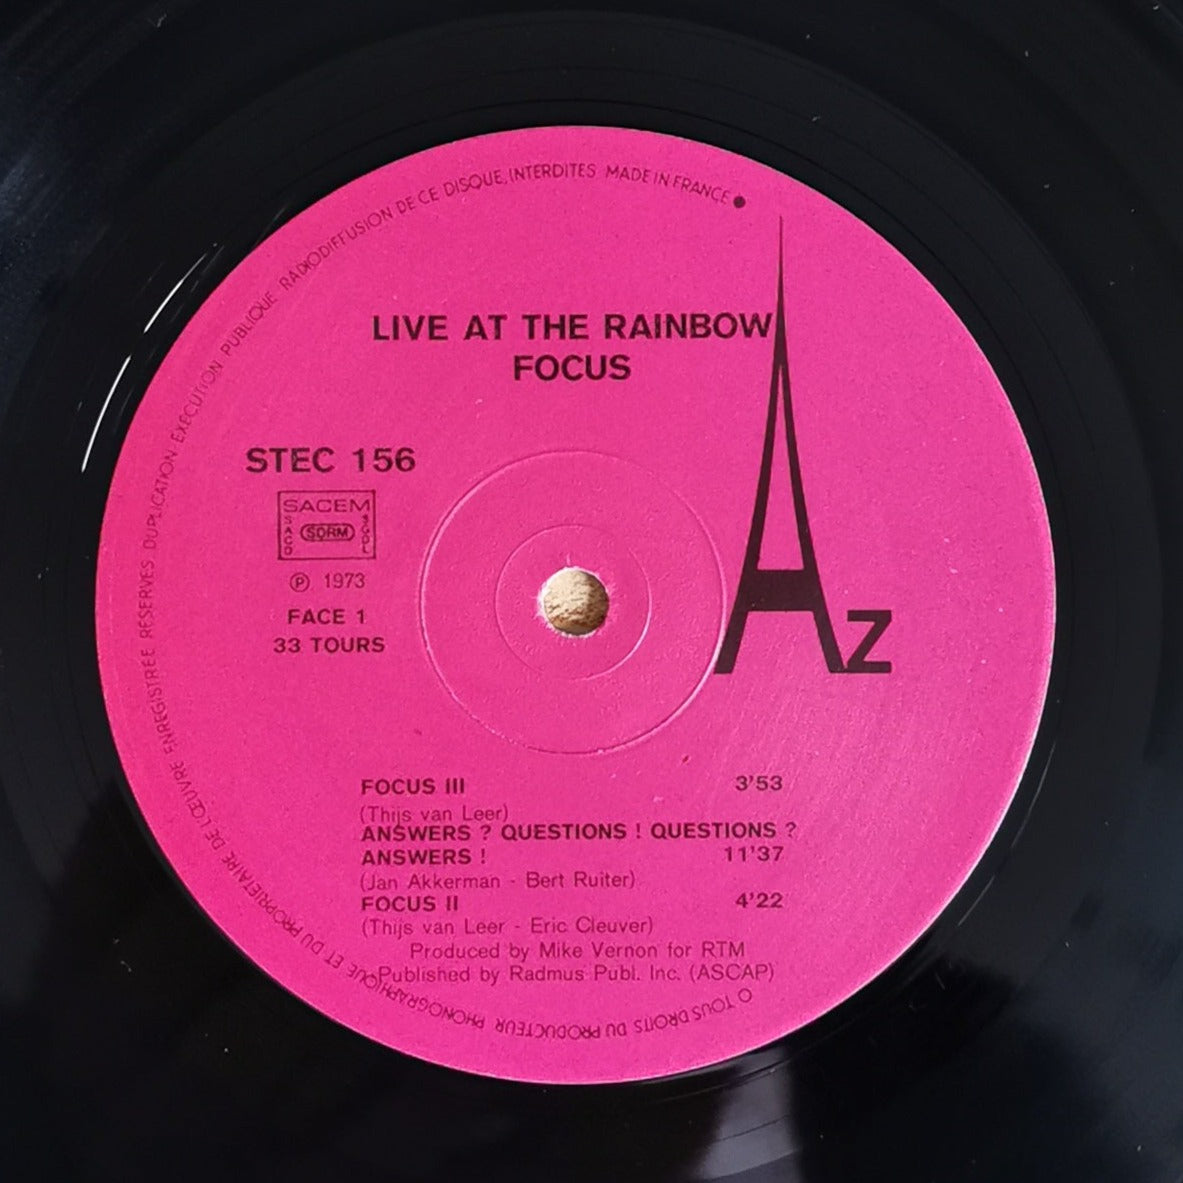 O TOUS DROITS DU PRODUCTEUR PHONOGRAPHIQUE ET DU PROPRIETAIRE DE L'ŒUVRE ENREGISTRÉE RESERVES DUPLICATION-EXECUTION PUBLIQUE RADIODIFFUSION DE CE DISQUE, INTERDITES MADE IN FRANCE
LIVE AT THE RAINBOW
FOCUS
STEC 156
SACEM
SACD SDRM SGDL
℗ 1973
FACE 1
33 TOURS
Az
FOCUS III 3'53
(Thijs van Leer)
ANSWERS ? QUESTIONS ! QUESTIONS ?
ANSWERS ! 11'37
(Jan Akkerman - Bert Ruiter)
FOCUS II 4'22
(Thijs van Leer - Eric Cleuver)
Produced by Mike Vernon for RTM
Published by Radmus Publ. Inc. (ASCAP)